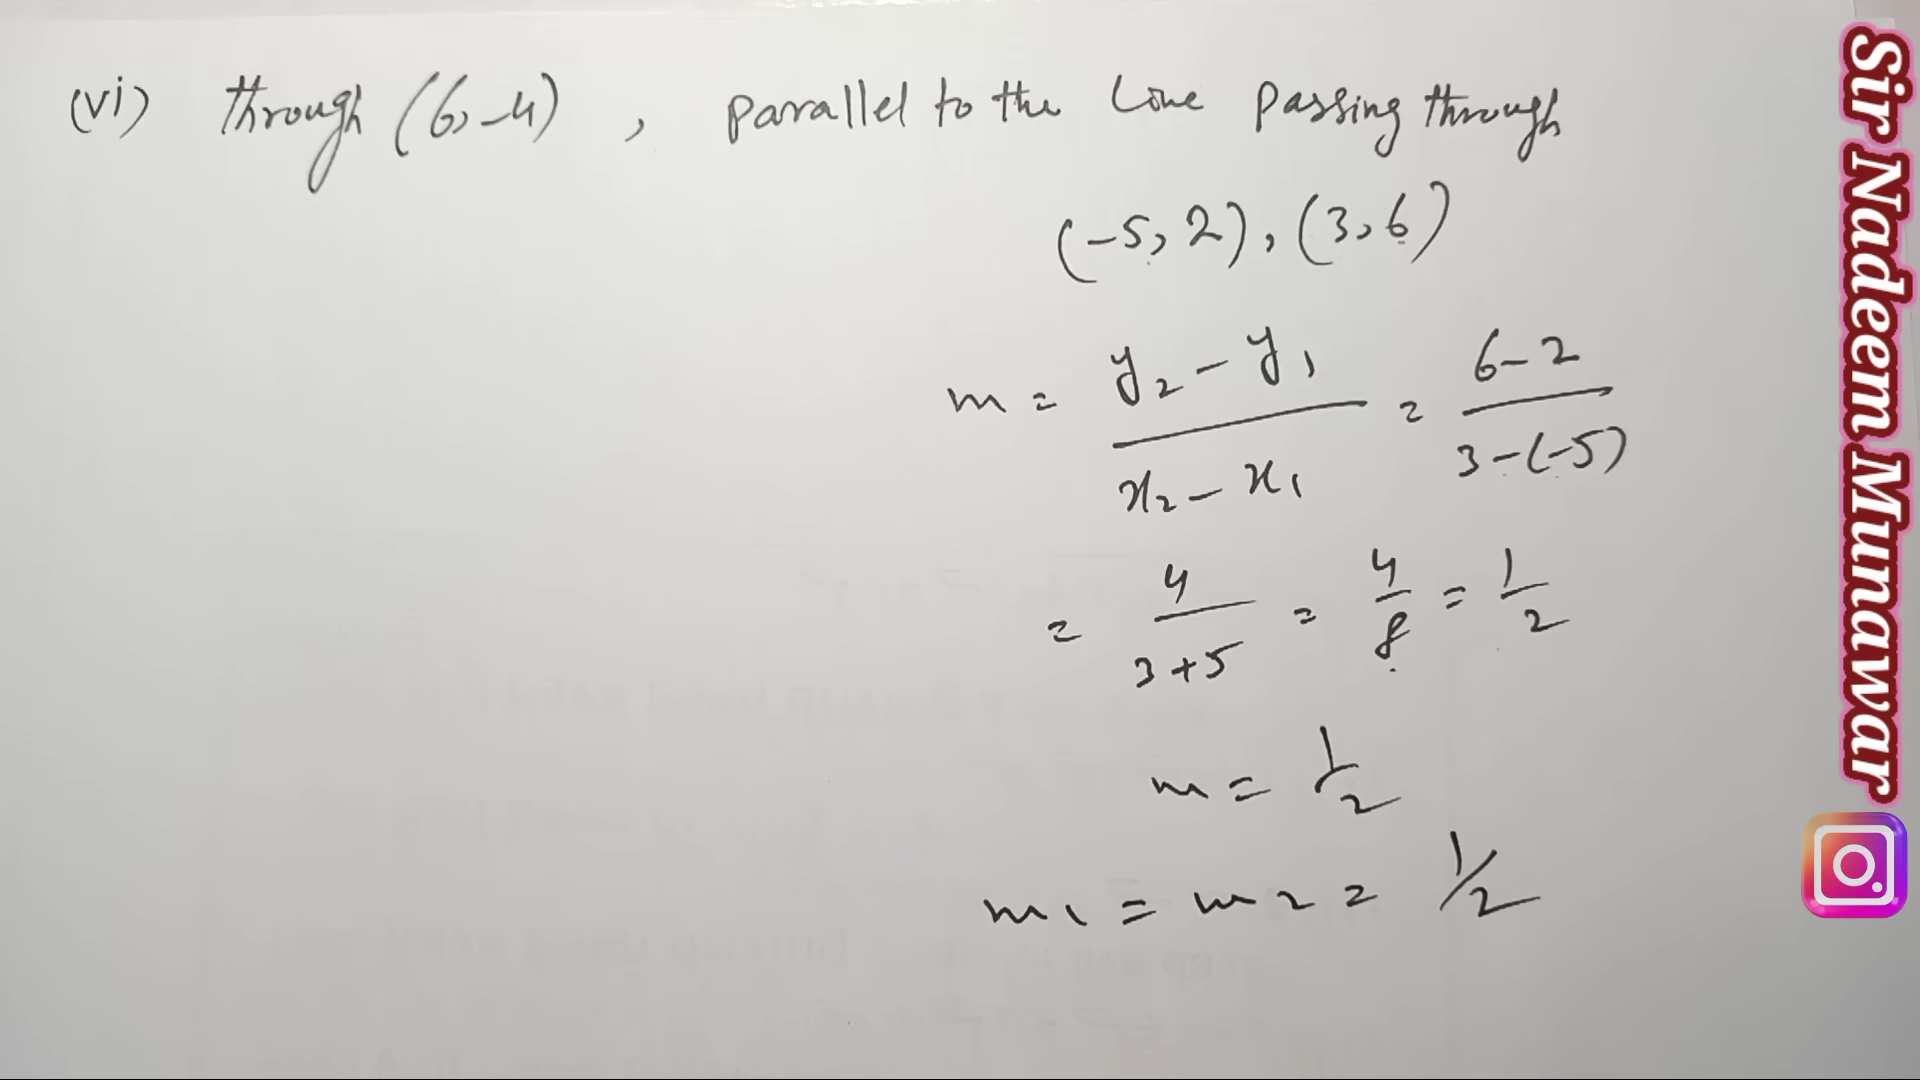 (vi) through (6,-4) , parallel to the line passing through
(-5,2),(3,6)
m = y₂ - y₁ / x₂ - x₁ = 6-2 / 3-(-5)
= 4 / 3+5 = 4/8 = 1/2
m = 1/2
m₁ = m₂ = 1/2
Sir Nadeem Munawar